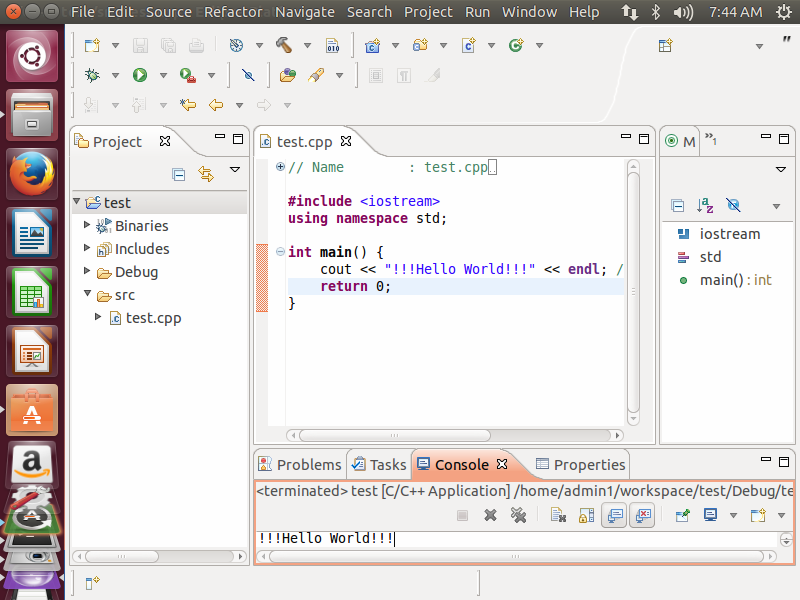 File Edit Source Refactor Navigate Search Project Run Window Help 7:44 AM
010
Project
test.cpp
M
1
test
Binaries
Includes
Debug
src
test.cpp
// Name : test.cpp
#include <iostream>
using namespace std;
int main() {
cout << "!!!Hello World!!!" << endl; /
return 0;
}
iostream
std
main() : int
Problems Tasks Console Properties
<terminated> test [C/C++ Application] /home/admin1/workspace/test/Debug/te
!!!Hello World!!!